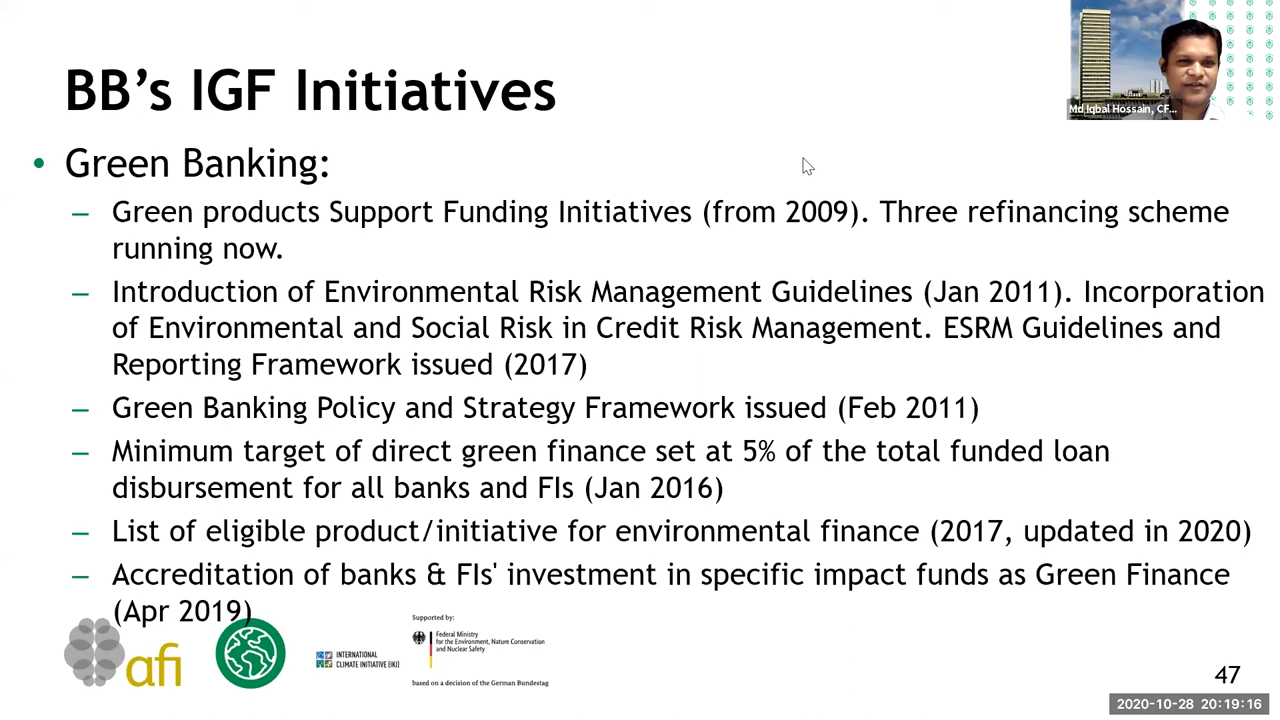 BB’s IGF Initiatives
Md Iqbal Hossain, CF...
• Green Banking:
– Green products Support Funding Initiatives (from 2009). Three refinancing scheme
running now.
– Introduction of Environmental Risk Management Guidelines (Jan 2011). Incorporation
of Environmental and Social Risk in Credit Risk Management. ESRM Guidelines and
Reporting Framework issued (2017)
– Green Banking Policy and Strategy Framework issued (Feb 2011)
– Minimum target of direct green finance set at 5% of the total funded loan
disbursement for all banks and FIs (Jan 2016)
– List of eligible product/initiative for environmental finance (2017, updated in 2020)
– Accreditation of banks & FIs' investment in specific impact funds as Green Finance
(Apr 2019)
afi
INTERNATIONAL
CLIMATE INITIATIVE (IKI)
Supported by:
Federal Ministry
for the Environment, Nature Conservation
and Nuclear Safety
based on a decision of the German Bundestag
47
2020-10-28 20:19:16